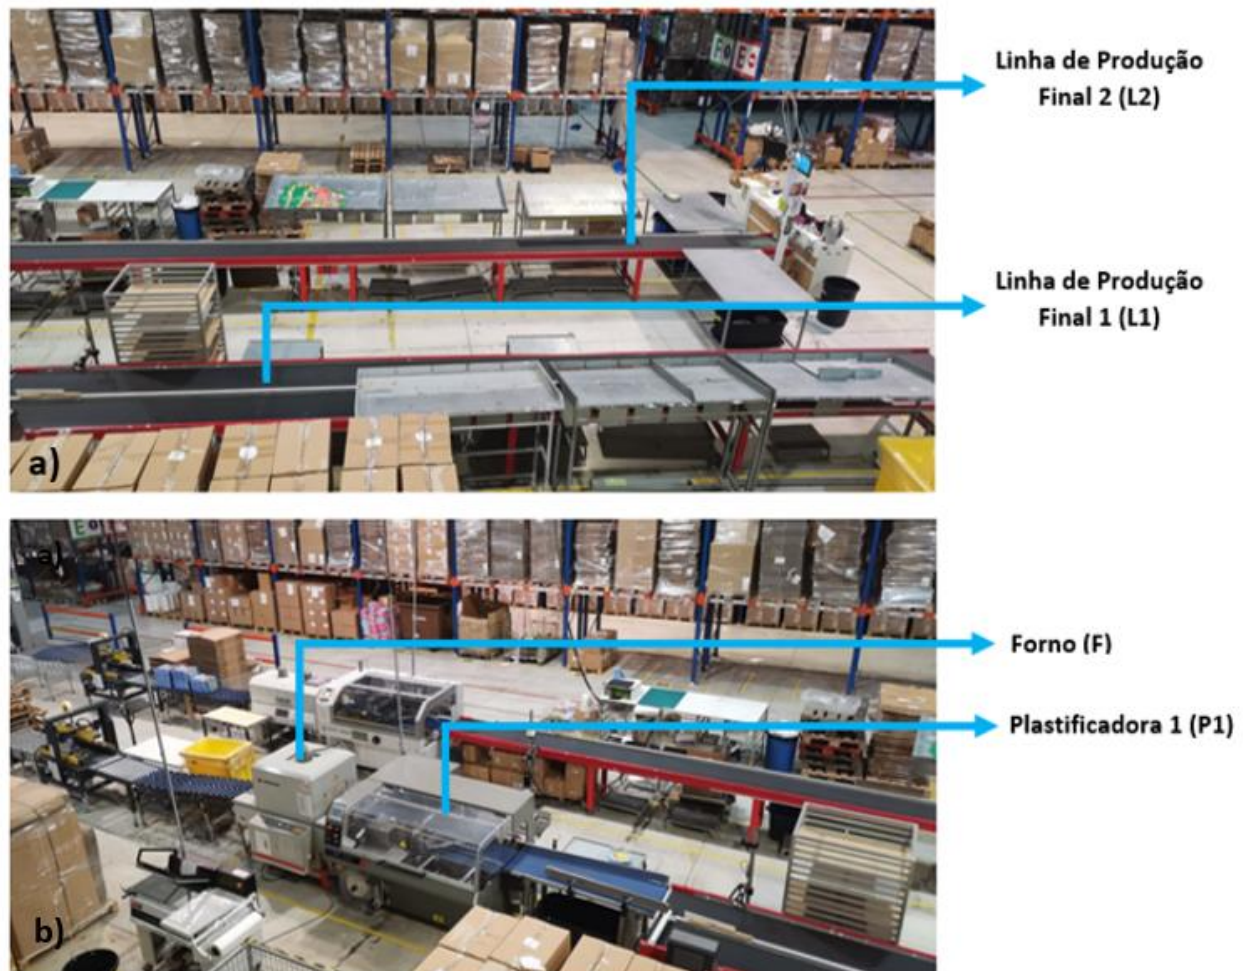 Linha de Produção
Final 2 (L2)
Linha de Produção
Final 1 (L1)
a)
a)
Forno (F)
Plastificadora 1 (P1)
b)